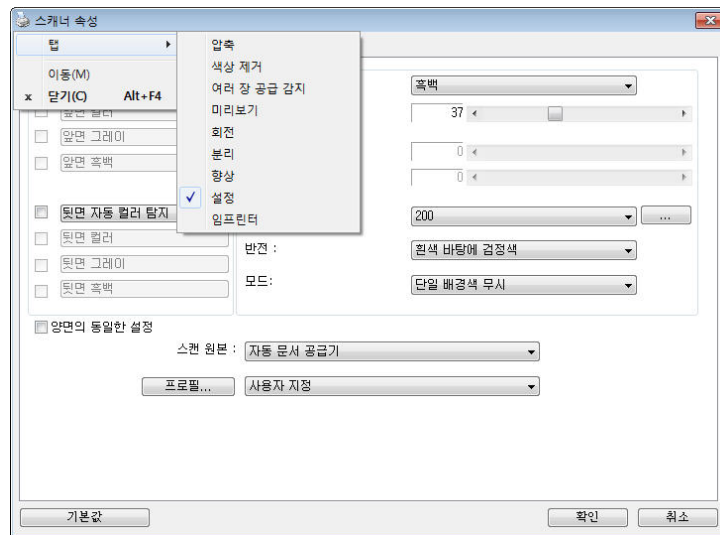 스캐너 속성
탭
이동(M)
x 닫기(C) Alt+F4
압축
색상 제거
여러 장 공급 감지
미리보기
회전
분리
향상
설정
임프린터
흑백
앞면 컬러
37
앞면 그레이
0
앞면 흑백
0
뒷면 자동 컬러 탐지
200
...
뒷면 컬러
반전 :
흰색 바탕에 검정색
뒷면 그레이
모드:
단일 배경색 무시
뒷면 흑백
양면의 동일한 설정
스캔 원본 :
자동 문서 공급기
프로필...
사용자 지정
기본값
확인
취소